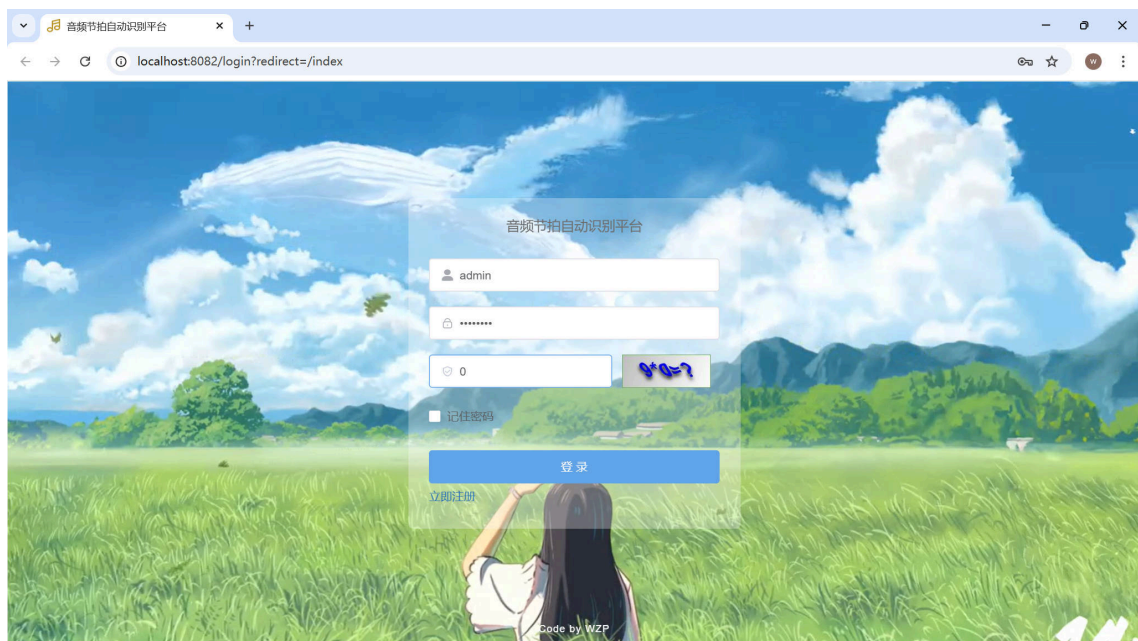 音频节拍自动识别平台
localhost:8082/login?redirect=/index
W
音频节拍自动识别平台
admin
••••••••
0
9*0=?
记住密码
登 录
立即注册
Code by WZP